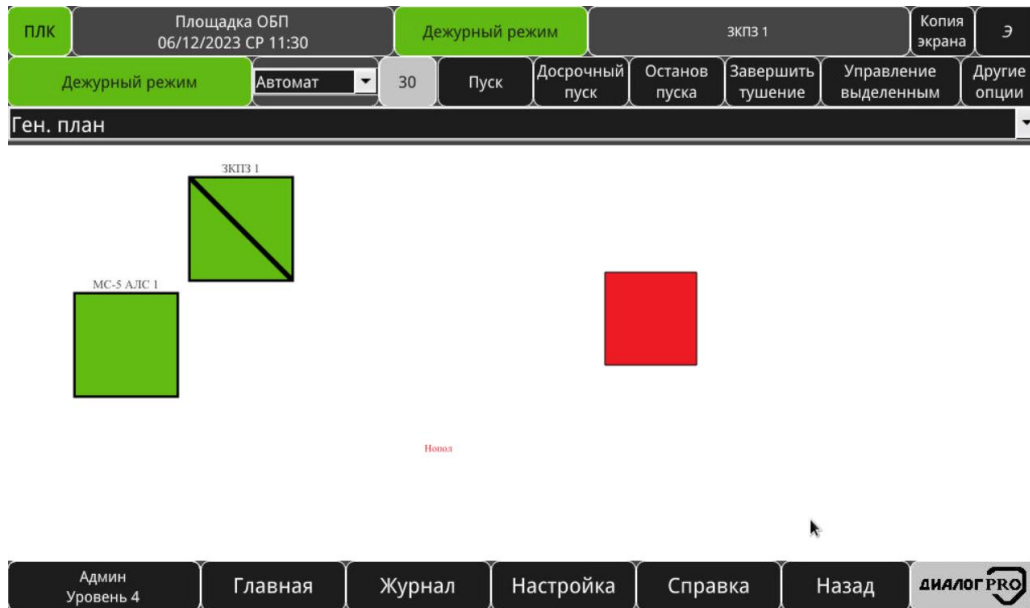 ПЛК
Площадка ОБП
06/12/2023 СР 11:30
Дежурный режим
ЗКПЗ 1
Копия
экрана
Э
Дежурный режим
Автомат
30
Пуск
Досрочный
пуск
Останов
пуска
Завершить
тушение
Управление
выделенным
Другие
опции
Ген. план
ЗКПЗ 1
МС-5 АЛС 1
Нопол
Админ
Уровень 4
Главная
Журнал
Настройка
Справка
Назад
ДИАЛОГ PRO